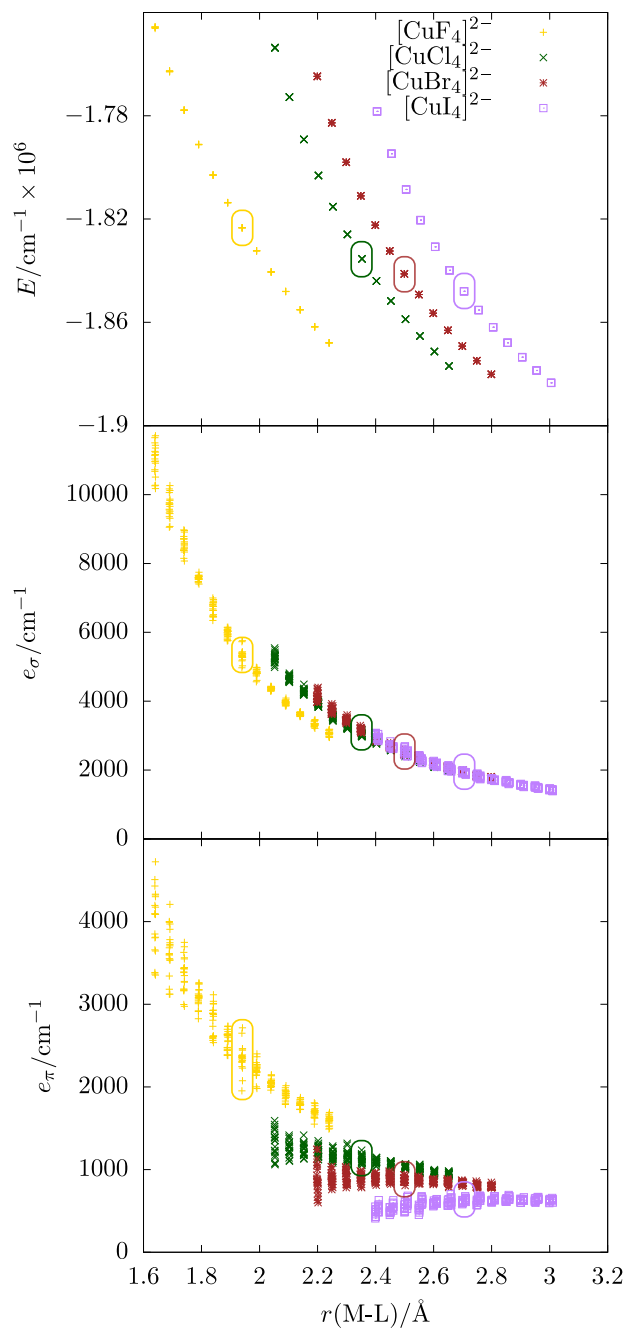 [CuF₄]²⁻
[CuCl₄]²⁻
[CuBr₄]²⁻
[CuI₄]²⁻
−1.78
−1.82
−1.86
−1.9
E/cm⁻¹ × 10⁶
10000
8000
6000
4000
2000
0
eσ/cm⁻¹
4000
3000
2000
1000
0
eπ/cm⁻¹
1.6 2 2.2 2.4 2.6 2.8 3.2
1.8 3
r(M-L)/Å